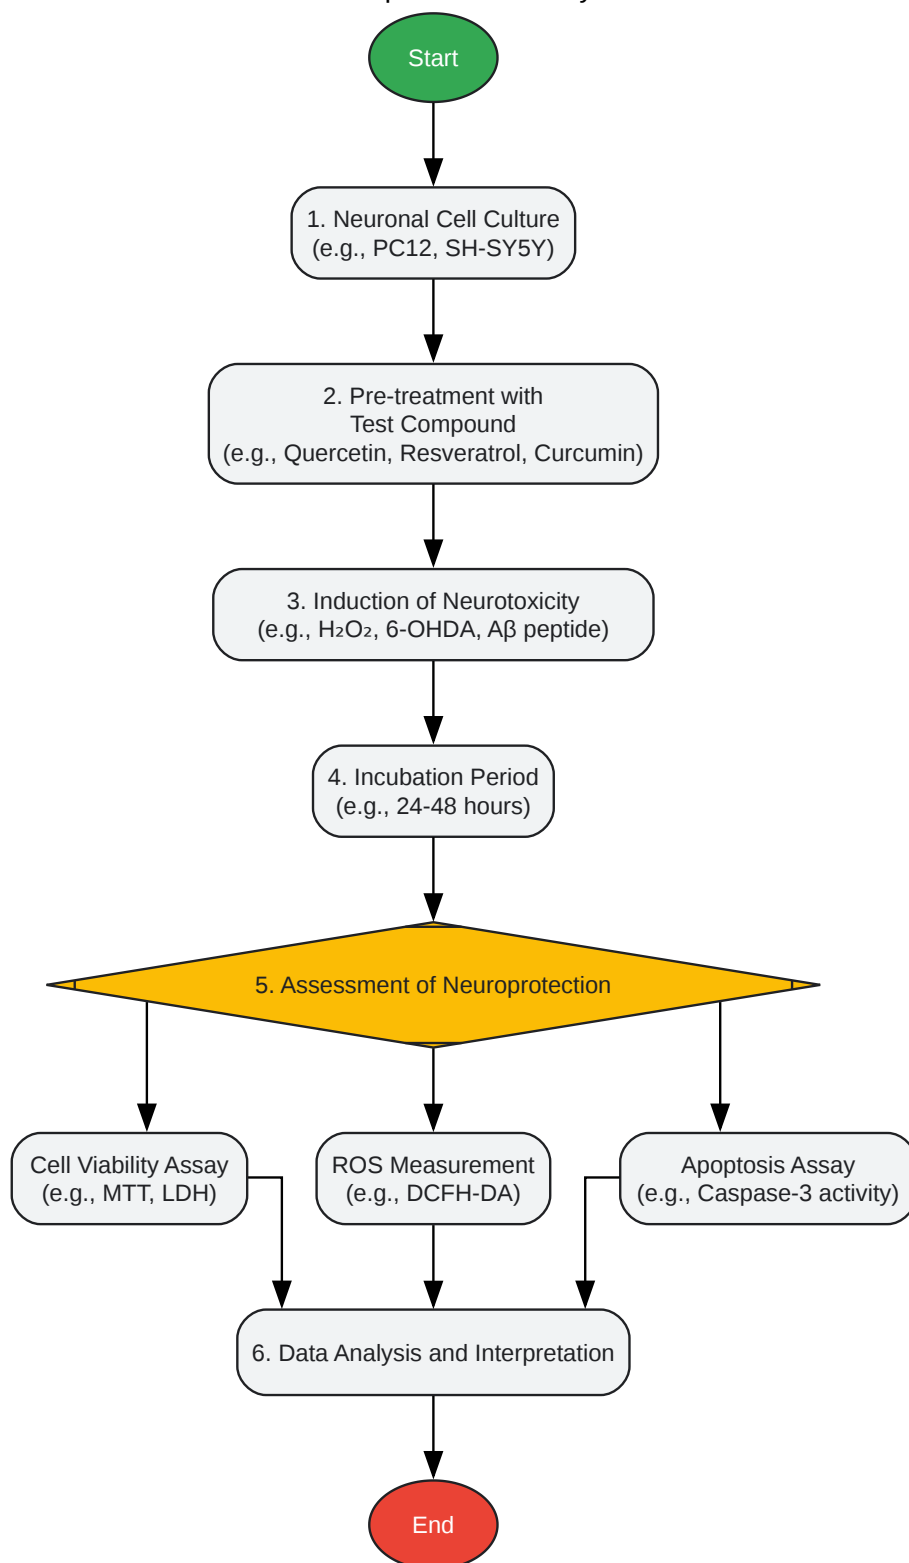 Start
1. Neuronal Cell Culture
(e.g., PC12, SH-SY5Y)
2. Pre-treatment with
Test Compound
(e.g., Quercetin, Resveratrol, Curcumin)
3. Induction of Neurotoxicity
(e.g., H₂O₂, 6-OHDA, Aβ peptide)
4. Incubation Period
(e.g., 24-48 hours)
5. Assessment of Neuroprotection
Cell Viability Assay
(e.g., MTT, LDH)
ROS Measurement
(e.g., DCFH-DA)
Apoptosis Assay
(e.g., Caspase-3 activity)
6. Data Analysis and Interpretation
End